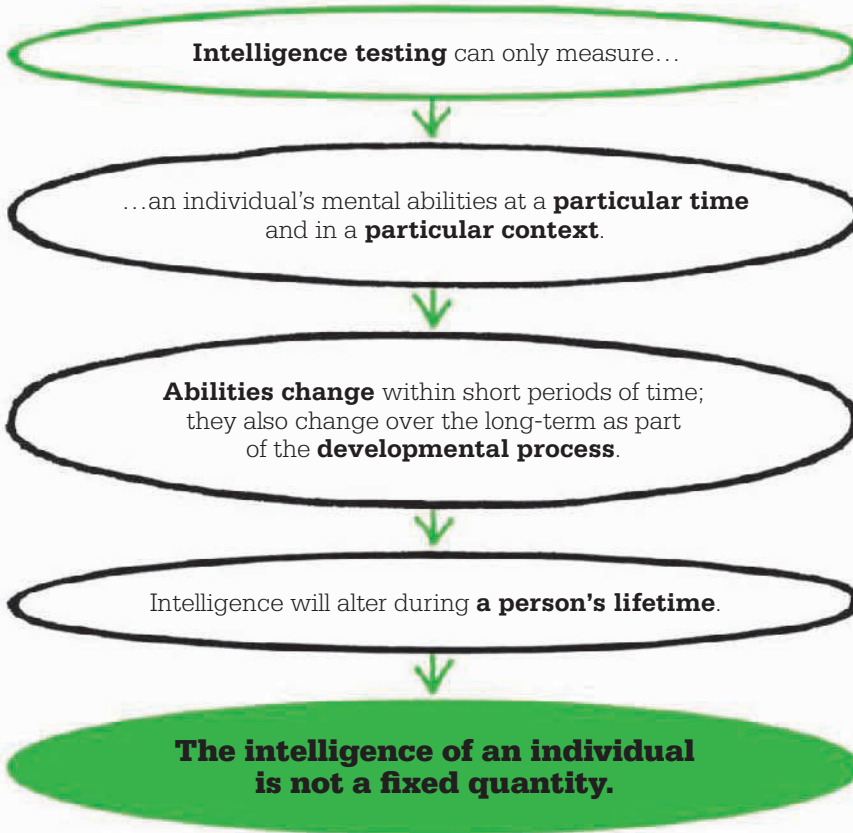 Intelligence testing can only measure…
…an individual’s mental abilities at a particular time
and in a particular context.
Abilities change within short periods of time;
they also change over the long-term as part
of the developmental process.
Intelligence will alter during a person’s lifetime.
The intelligence of an individual
is not a fixed quantity.